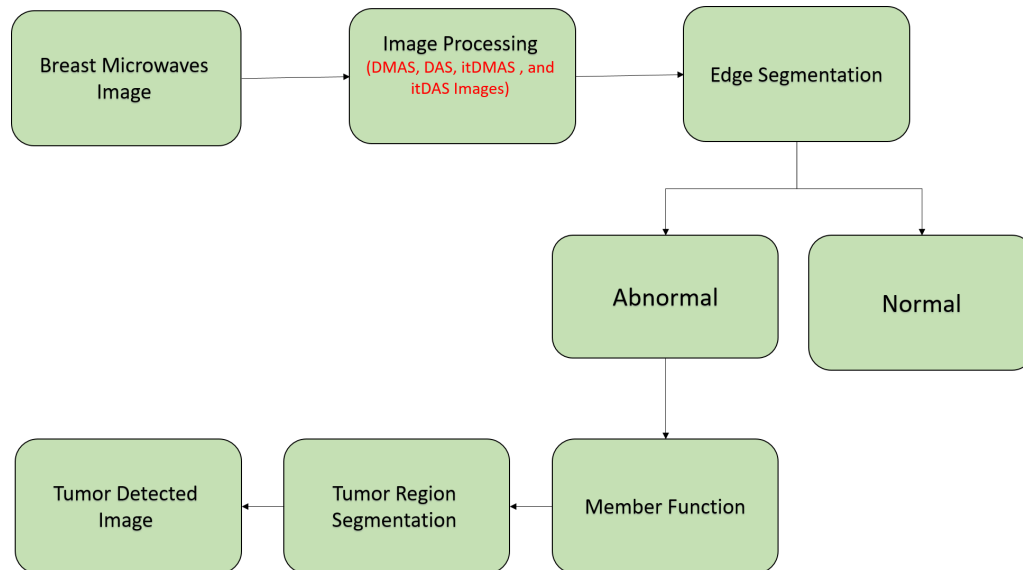 Breast Microwaves
Image
Image Processing
(DMAS, DAS, itDMAS , and
itDAS Images)
Edge Segmentation
Abnormal
Normal
Member Function
Tumor Region
Segmentation
Tumor Detected
Image